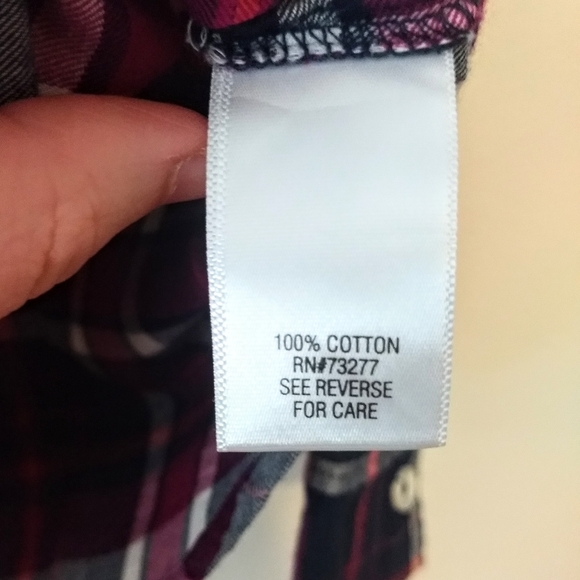 100% COTTON
RN#73277
SEE REVERSE
FOR CARE